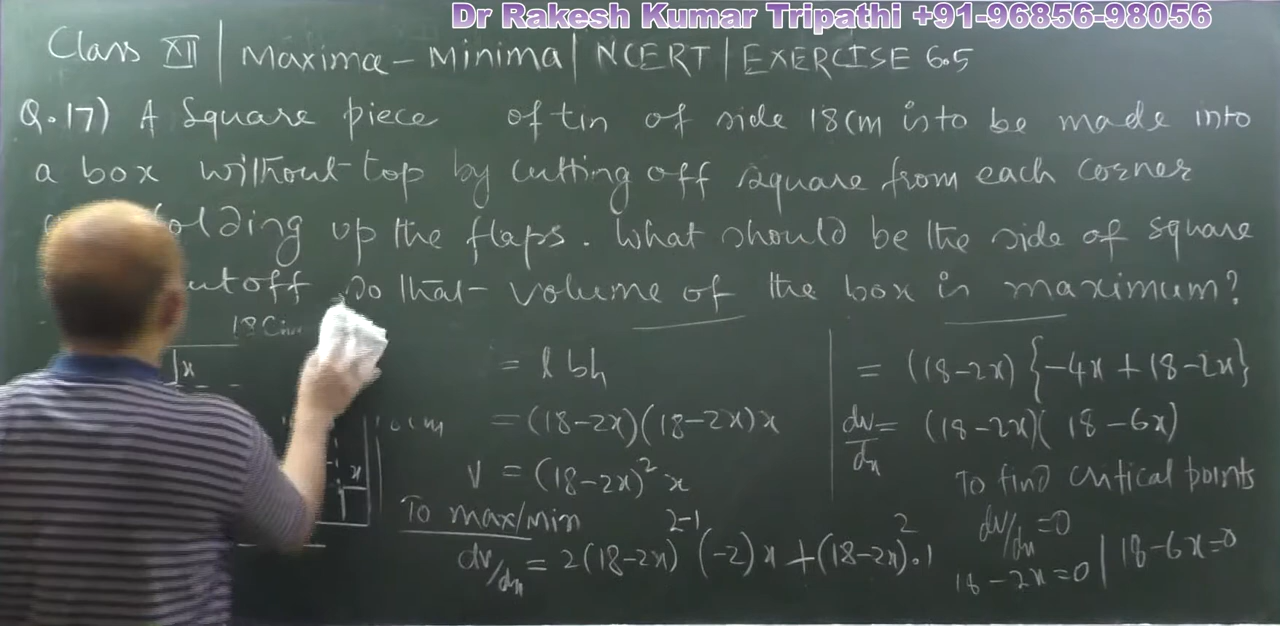 Dr Rakesh Kumar Tripathi +91-96856-98056
Class XII | Maxima - Minima | NCERT | EXERCISE 6.5
Q.17) A Square piece of tin of side 18cm is to be made into
a box without top by cutting off square from each corner
folding up the flaps. What should be the side of square
cutoff so that volume of the box is maximum?
18cm
x
x
= l b h
= (18-2x)(18-2x)x
V = (18-2x)² x
To max/min
dv/dx = 2(18-2x)²⁻¹ (-2)x + (18-2x)².1
= (18-2x) {-4x + 18-2x}
dv/dx = (18-2x)(18-6x)
To find critical points
dv/dx = 0
18-2x=0 | 18-6x=0